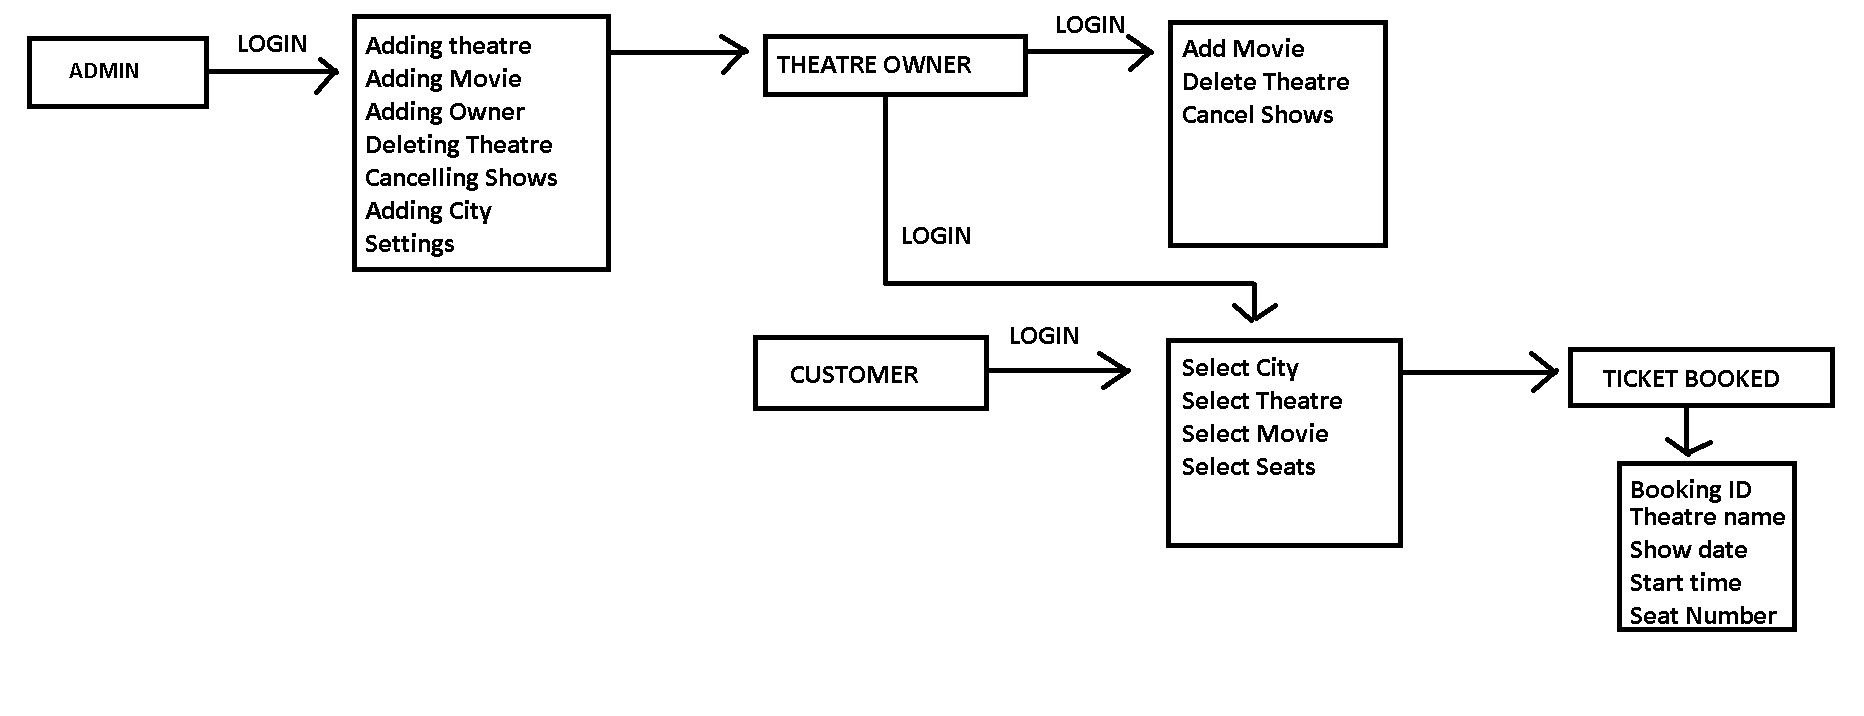 ADMIN
LOGIN
Adding theatre
Adding Movie
Adding Owner
Deleting Theatre
Cancelling Shows
Adding City
Settings
THEATRE OWNER
LOGIN
Add Movie
Delete Theatre
Cancel Shows
LOGIN
CUSTOMER
LOGIN
Select City
Select Theatre
Select Movie
Select Seats
TICKET BOOKED
Booking ID
Theatre name
Show date
Start time
Seat Number